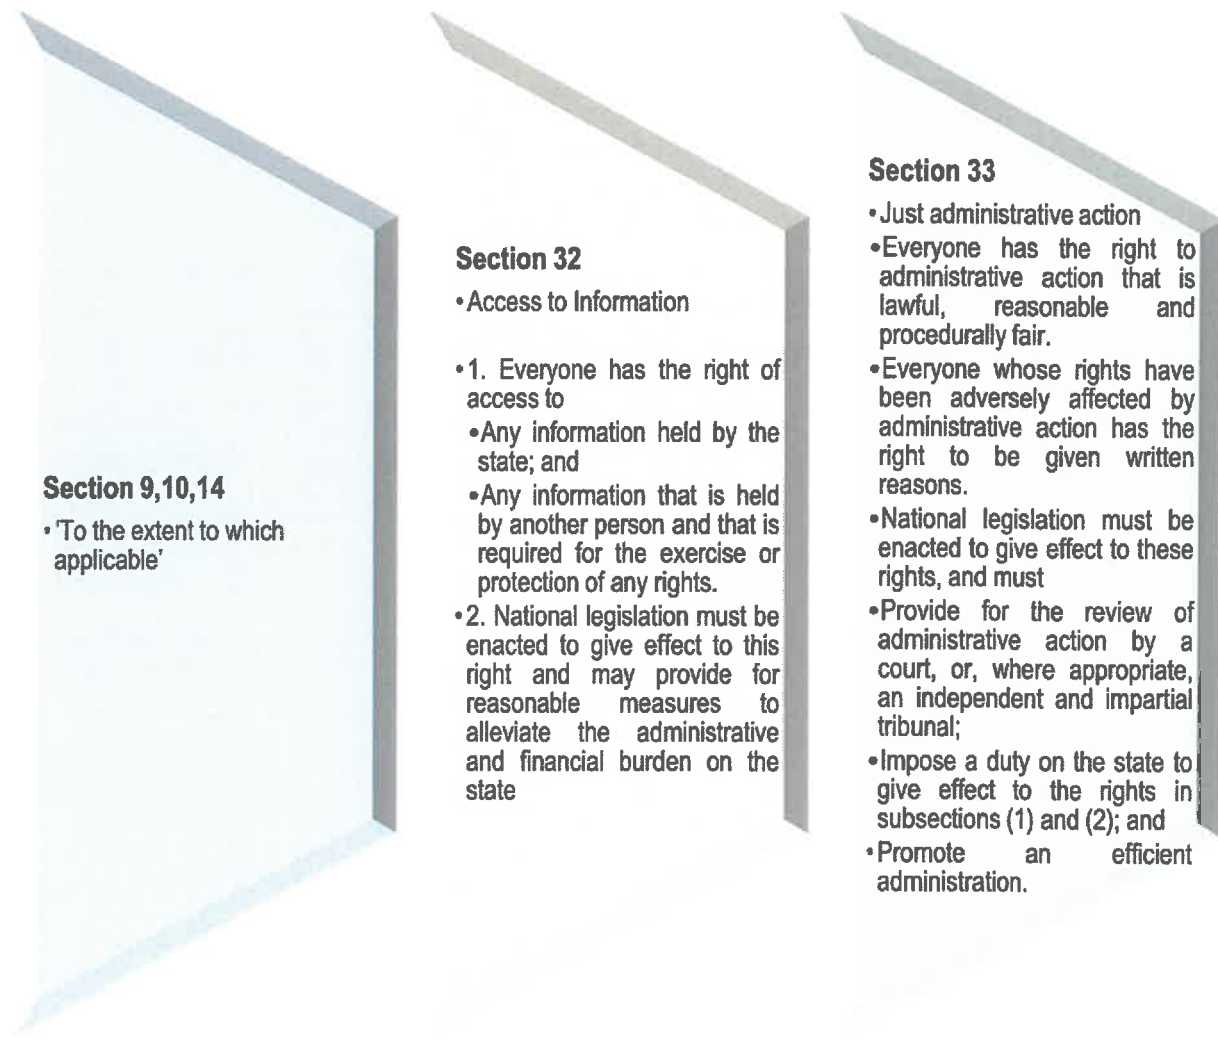 Section 9,10,14
• 'To the extent to which
applicable'
Section 32
• Access to Information
• 1. Everyone has the right of
access to
• Any information held by the
state; and
• Any information that is held
by another person and that is
required for the exercise or
protection of any rights.
• 2. National legislation must be
enacted to give effect to this
right and may provide for
reasonable measures to
alleviate the administrative
and financial burden on the
state
Section 33
• Just administrative action
• Everyone has the right to
administrative action that is
lawful, reasonable and
procedurally fair.
• Everyone whose rights have
been adversely affected by
administrative action has the
right to be given written
reasons.
• National legislation must be
enacted to give effect to these
rights, and must
• Provide for the review of
administrative action by a
court, or, where appropriate,
an independent and impartial
tribunal;
• Impose a duty on the state to
give effect to the rights in
subsections (1) and (2); and
• Promote an efficient
administration.